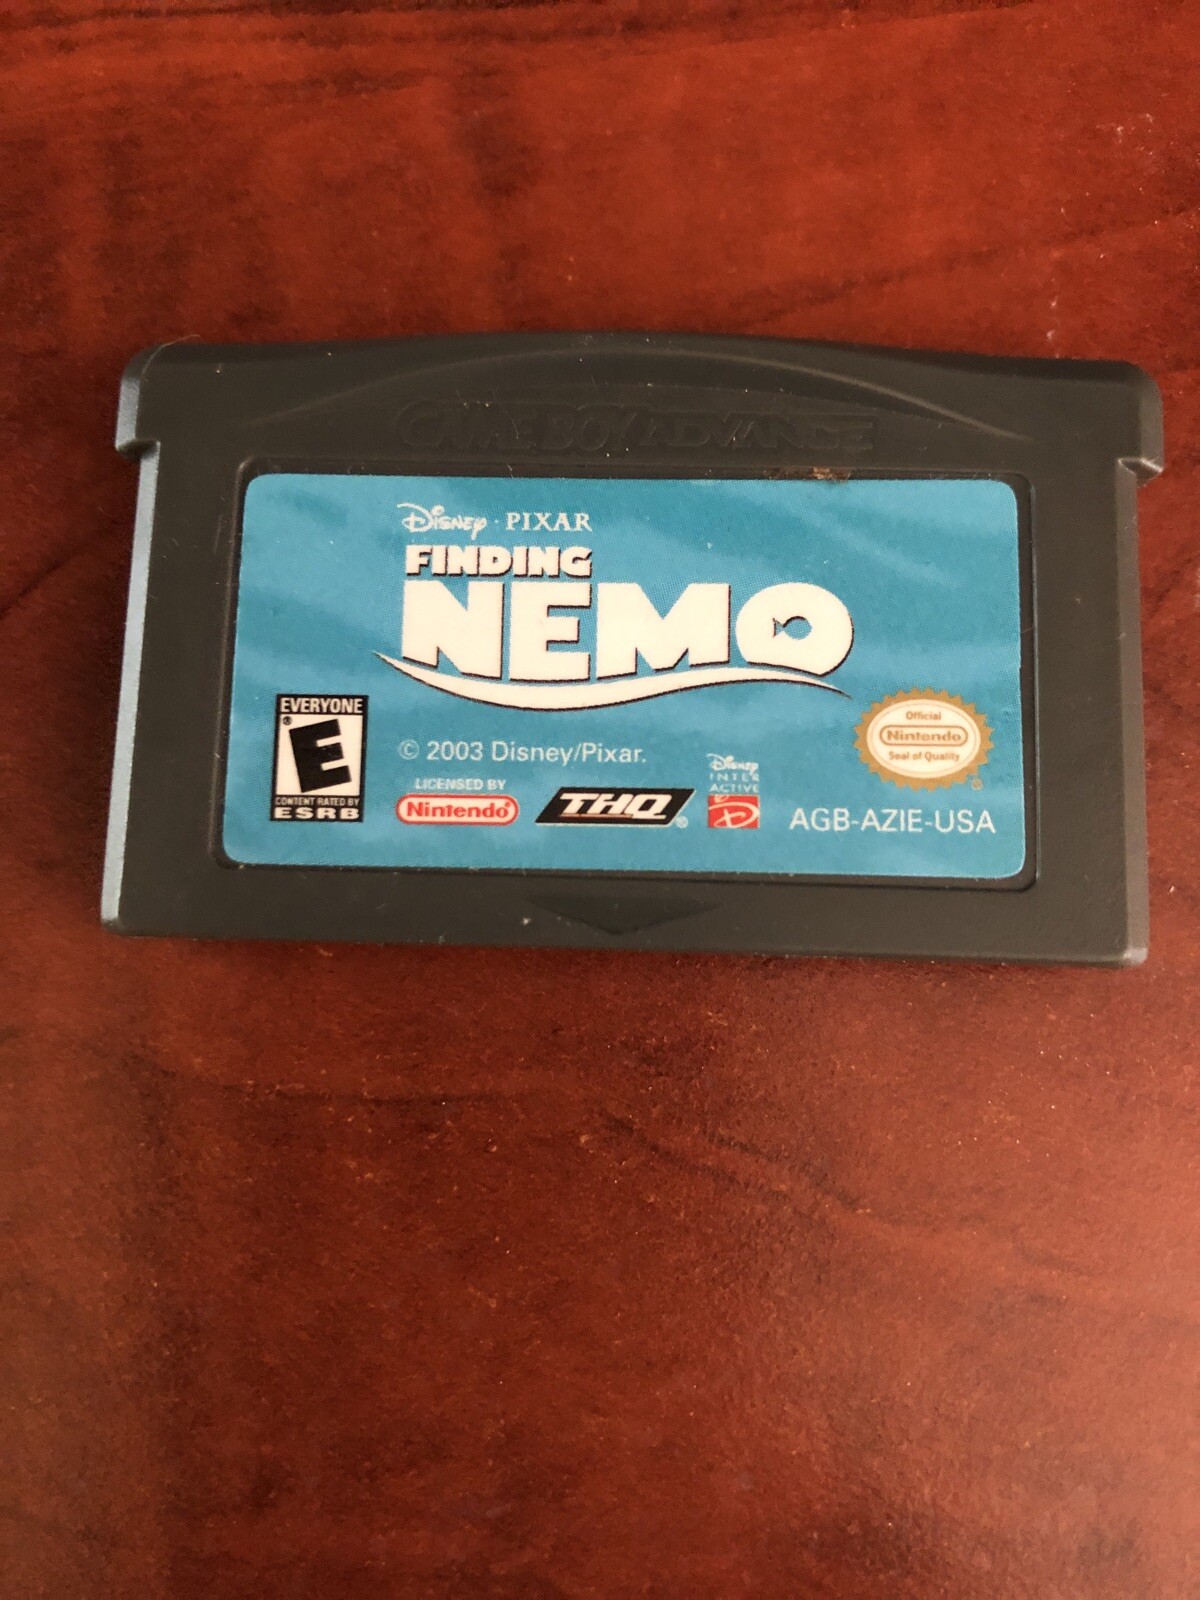 GAME BOY ADVANCE
Disney · PIXAR
FINDING
NEMO
EVERYONE
E
®
CONTENT RATED BY
ESRB
© 2003 Disney/Pixar.
LICENSED BY
Nintendo®
THQ®
Disney
INTER
ACTIVE
D
Official
Nintendo
Seal of Quality
®
AGB-AZIE-USA